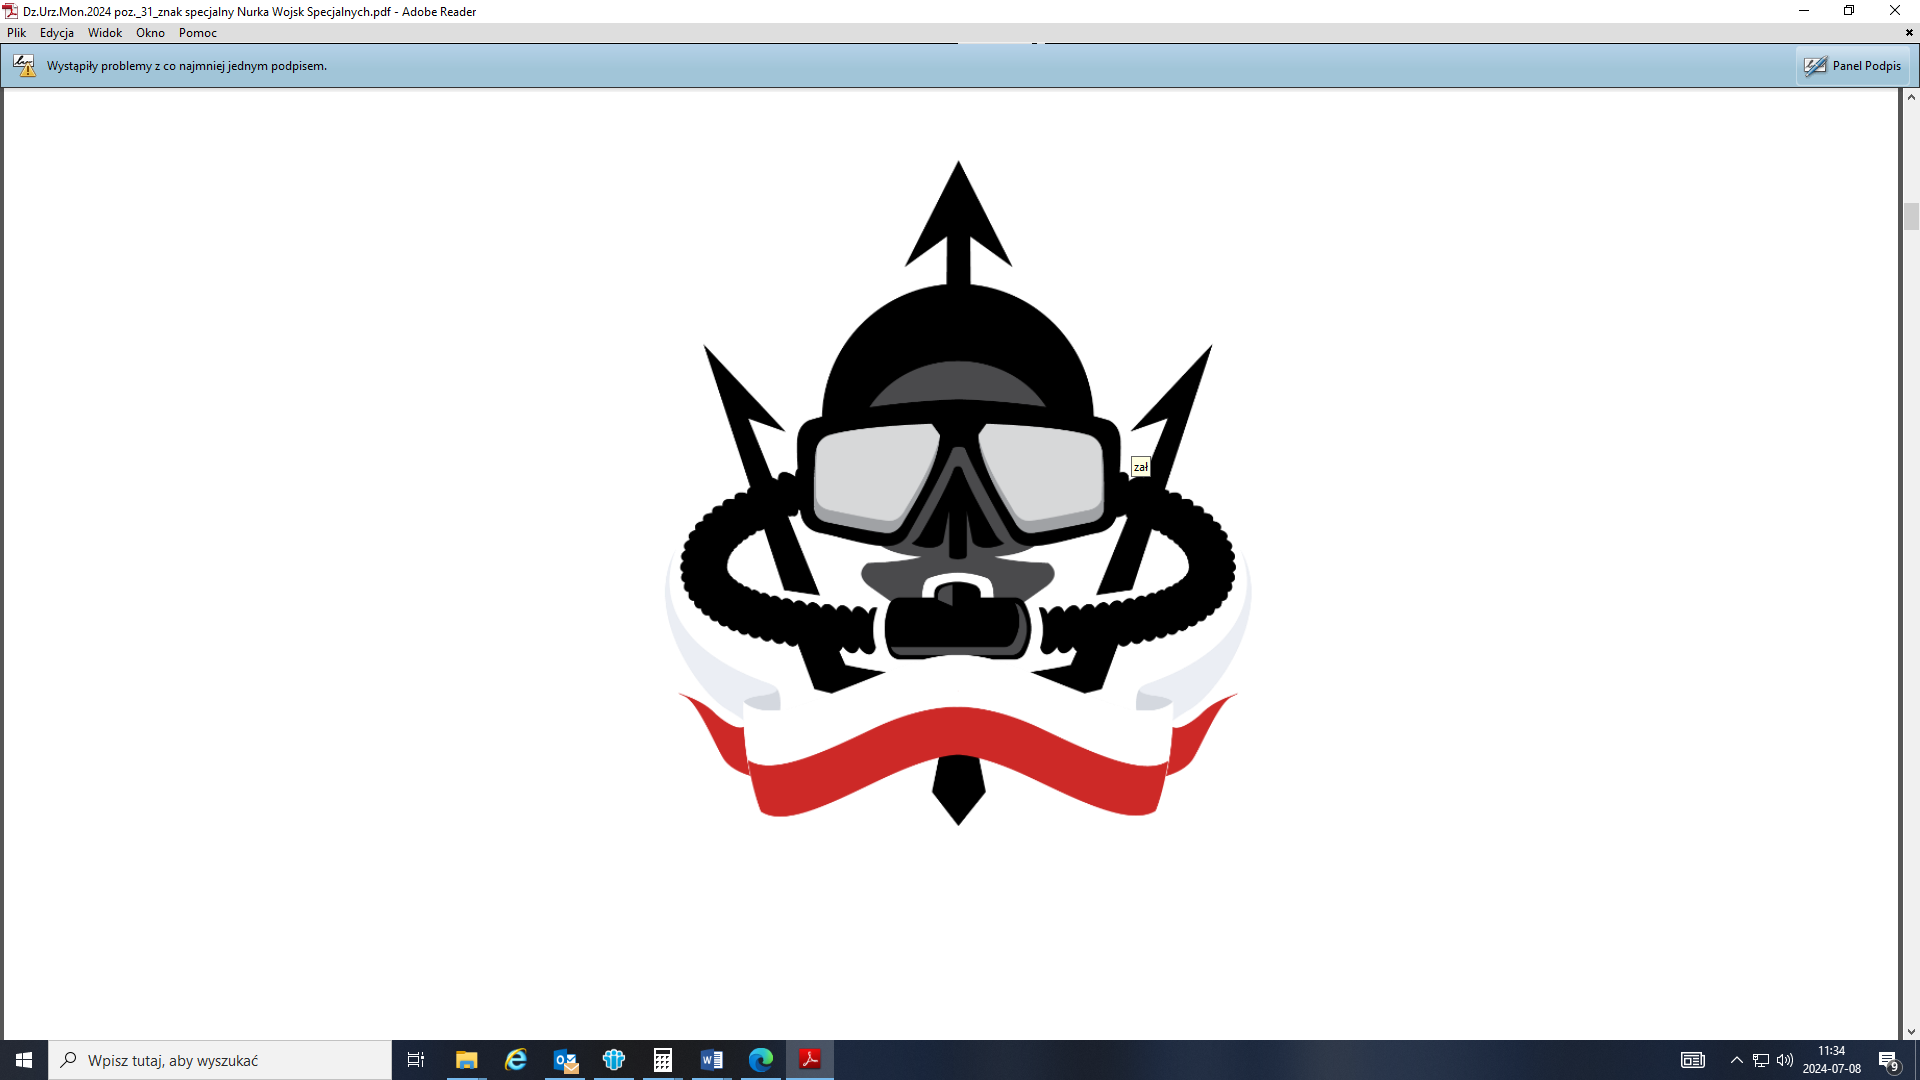 Dz.Urz.Mon.2024 poz._31_znak specjalny Nurka Wojsk Specjalnych.pdf - Adobe Reader
Plik Edycja Widok Okno Pomoc
Wystąpiły problemy z co najmniej jednym podpisem.
Panel Podpis
zał
Wpisz tutaj, aby wyszukać
11:34
2024-07-08
9